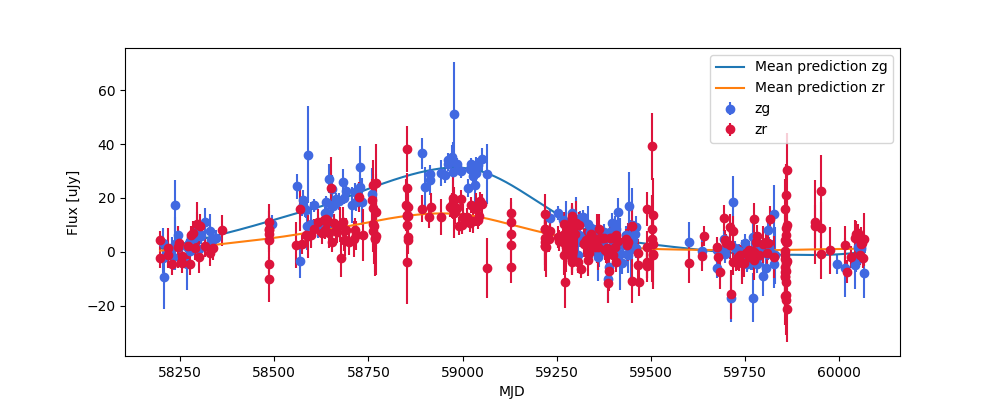 Mean prediction zg
Mean prediction zr
zg
zr
Flux [uJy]
60
40
20
0
−20
58250 58500 58750 59000 59250 59500 59750 60000
MJD